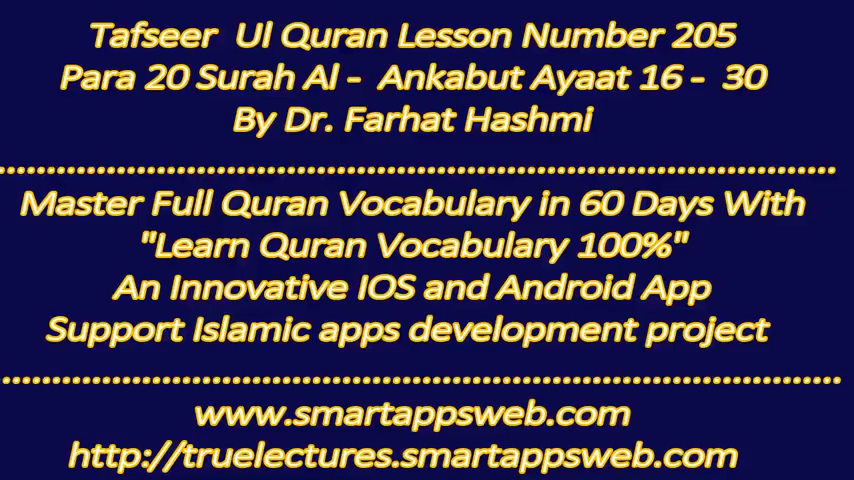 Tafseer Ul Quran Lesson Number 205
Para 20 Surah Al - Ankabut Ayaat 16 - 30
By Dr. Farhat Hashmi
Master Full Quran Vocabulary in 60 Days With
"Learn Quran Vocabulary 100%"
An Innovative IOS and Android App
Support Islamic apps development project
www.smartappsweb.com
http://truelectures.smartappsweb.com